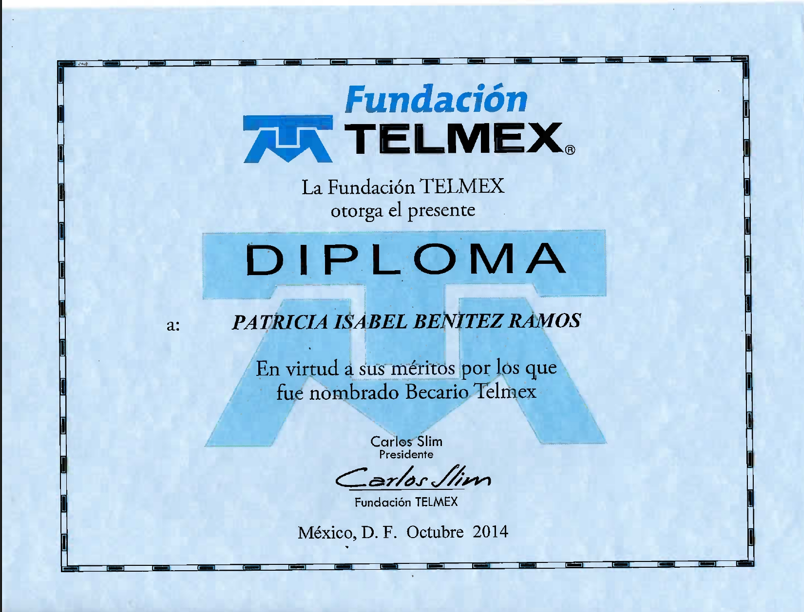 Fundación
TELMEX®
La Fundación TELMEX
otorga el presente
DIPLOMA
a: PATRICIA ISABEL BENITEZ RAMOS
En virtud a sus méritos por los que
fue nombrado Becario Telmex
Carlos Slim
Presidente
Carlos Slim
Fundación TELMEX
México, D. F. Octubre 2014